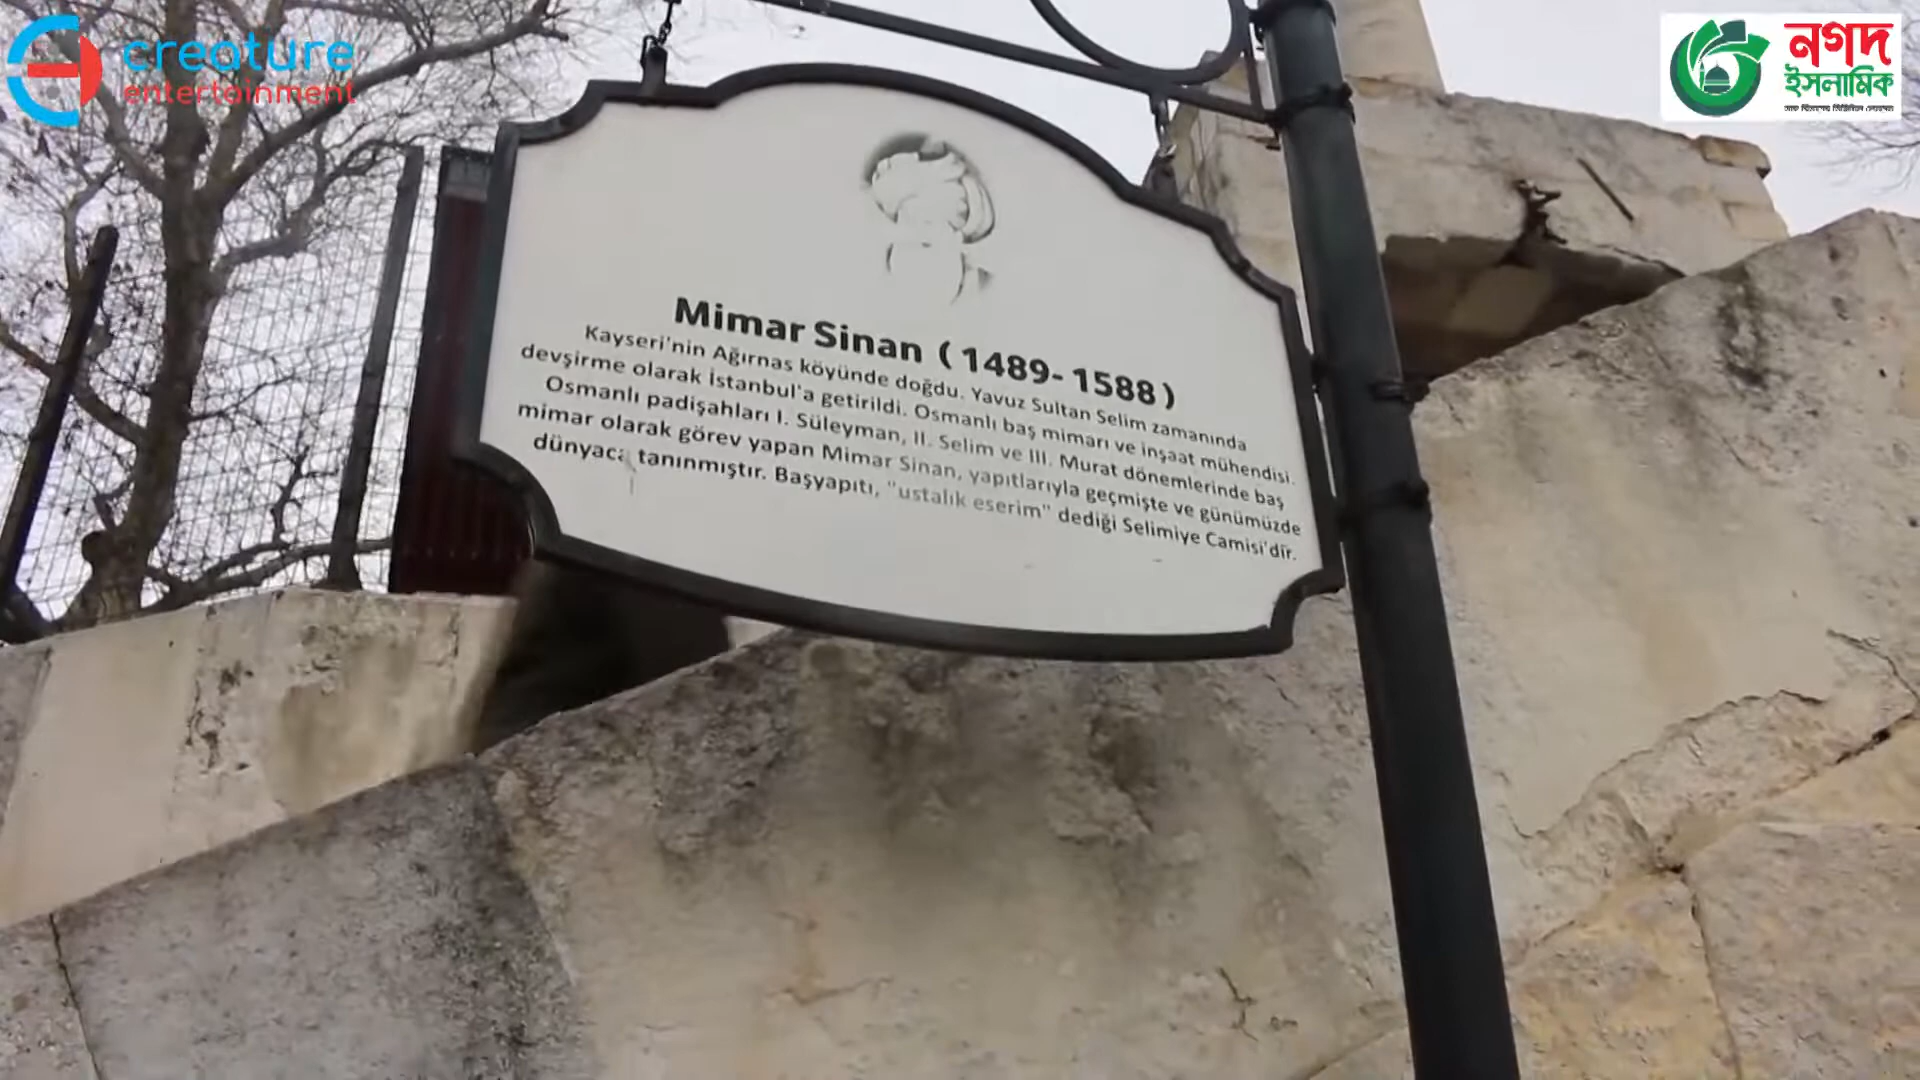 creature
entertainment
নগদ
ইসলামিক
Mimar Sinan ( 1489- 1588 )
Kayseri'nin Ağırnas köyünde doğdu. Yavuz Sultan Selim zamanında
devşirme olarak İstanbul'a getirildi. Osmanlı baş mimarı ve inşaat mühendisi.
Osmanlı padişahları I. Süleyman, II. Selim ve III. Murat dönemlerinde baş
mimar olarak görev yapan Mimar Sinan, yapıtlarıyla geçmişte ve günümüzde
dünyaca tanınmıştır. Başyapıtı, "ustalık eserim" dediği Selimiye Camisi'dir.